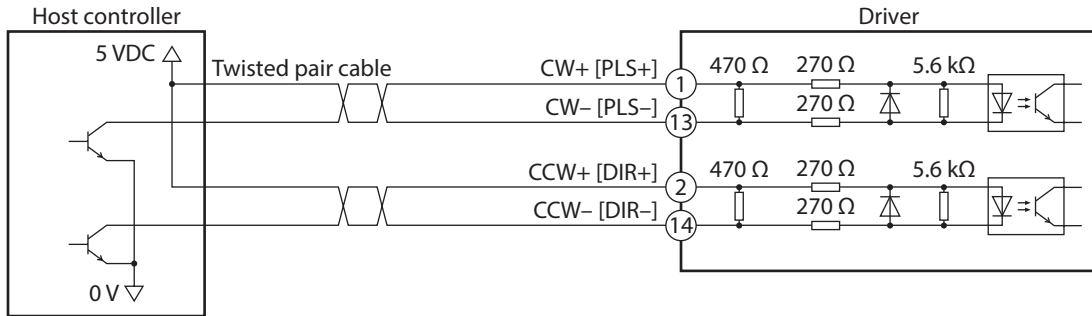 Host controller
Driver
5 VDC
Twisted pair cable
CW+ [PLS+]
1
470 Ω
270 Ω
5.6 kΩ
CW– [PLS–]
13
270 Ω
CCW+ [DIR+]
2
470 Ω
270 Ω
5.6 kΩ
CCW– [DIR–]
14
270 Ω
0 V